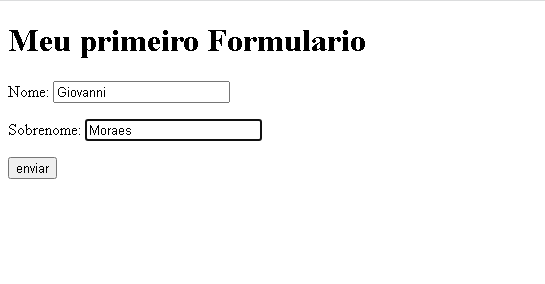 Meu primeiro Formulario
Nome: Giovanni
Sobrenome: Moraes
enviar